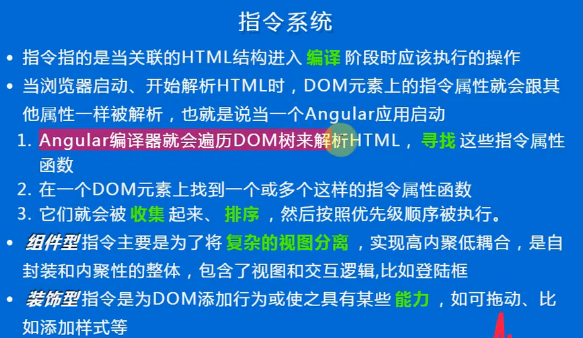 指令系统
• 指令指的是当关联的HTML结构进入 编译 阶段时应该执行的操作
• 当浏览器启动、开始解析HTML时，DOM元素上的指令属性就会跟其
他属性一样被解析，也就是说当一个Angular应用启动
1. Angular编译器就会遍历DOM树来解析HTML， 寻找 这些指令属性
函数
2. 在一个DOM元素上找到一个或多个这样的指令属性函数
3. 它们就会被 收集 起来、 排序 ，然后按照优先级顺序被执行。
• 组件型 指令主要是为了将 复杂的视图分离 ，实现高内聚低耦合，是自
封装和内聚性的整体，包含了视图和交互逻辑,比如登陆框
• 装饰型 指令是为DOM添加行为或使之具有某些 能力 ，如可拖动、比
如添加样式等